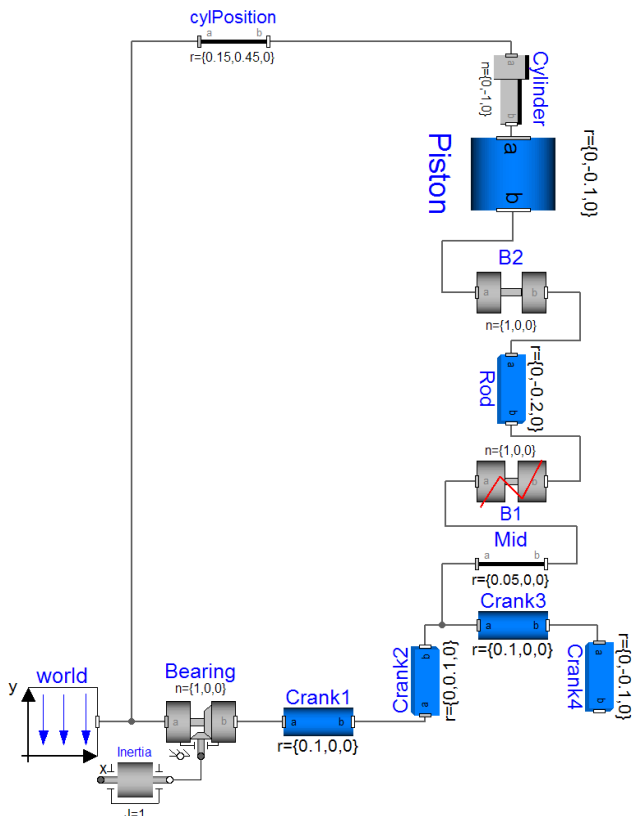 cylPosition
a b
r={0.15,0.45,0}
a
b
n={0,-1,0}
Cylinder
Piston
a
b
r={0,-0.1,0}
B2
a b
n={1,0,0}
Rod
a
b
r={0,-0.2,0}
n={1,0,0}
a b
B1
Mid
a b
r={0.05,0,0}
Crank3
a b
r={0.1,0,0}
Crank2
b
a
r={0,0.1,0}
Crank4
a
b
r={0,-0.1,0}
world
y
x
Bearing
n={1,0,0}
a b
Crank1
a b
r={0.1,0,0}
Inertia
J=1